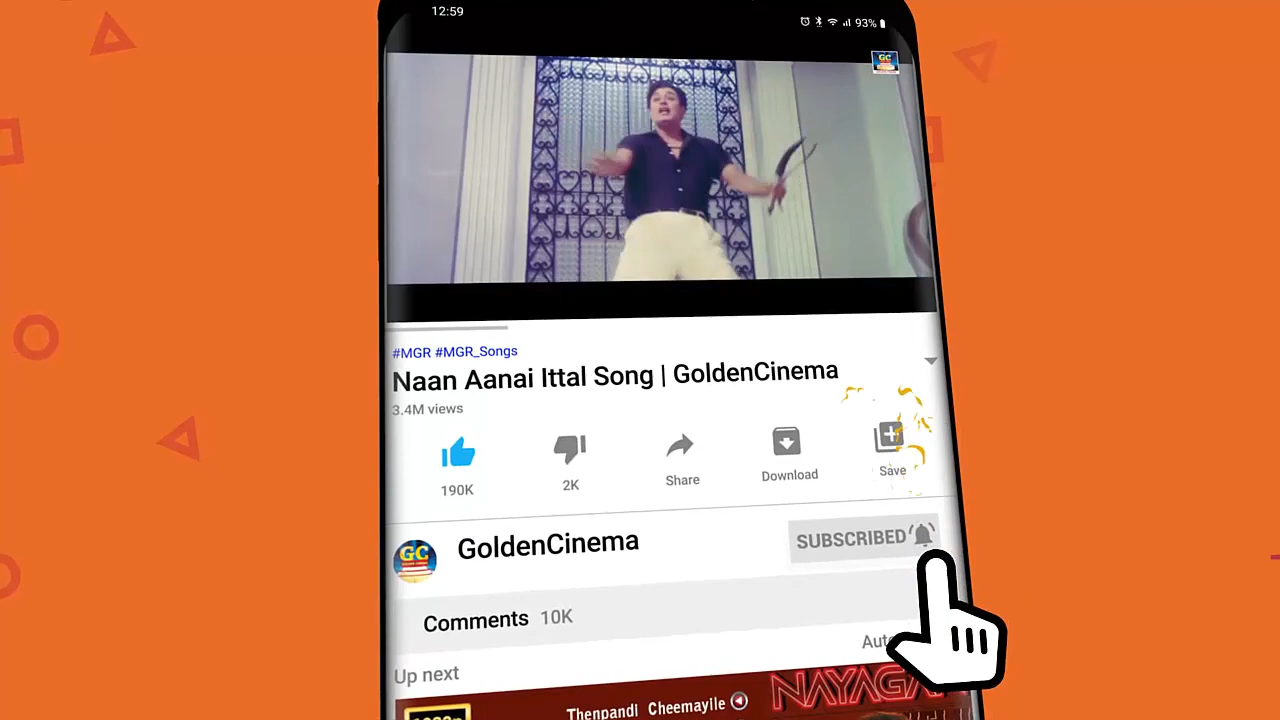 12:59
93%
GC
#MGR #MGR_Songs
Naan Aanai Ittal Song | GoldenCinema
3.4M views
190K
2K
Share
Download
Save
GC
GoldenCinema
SUBSCRIBED
Comments 10K
Up next
Thenpandi Cheemayile